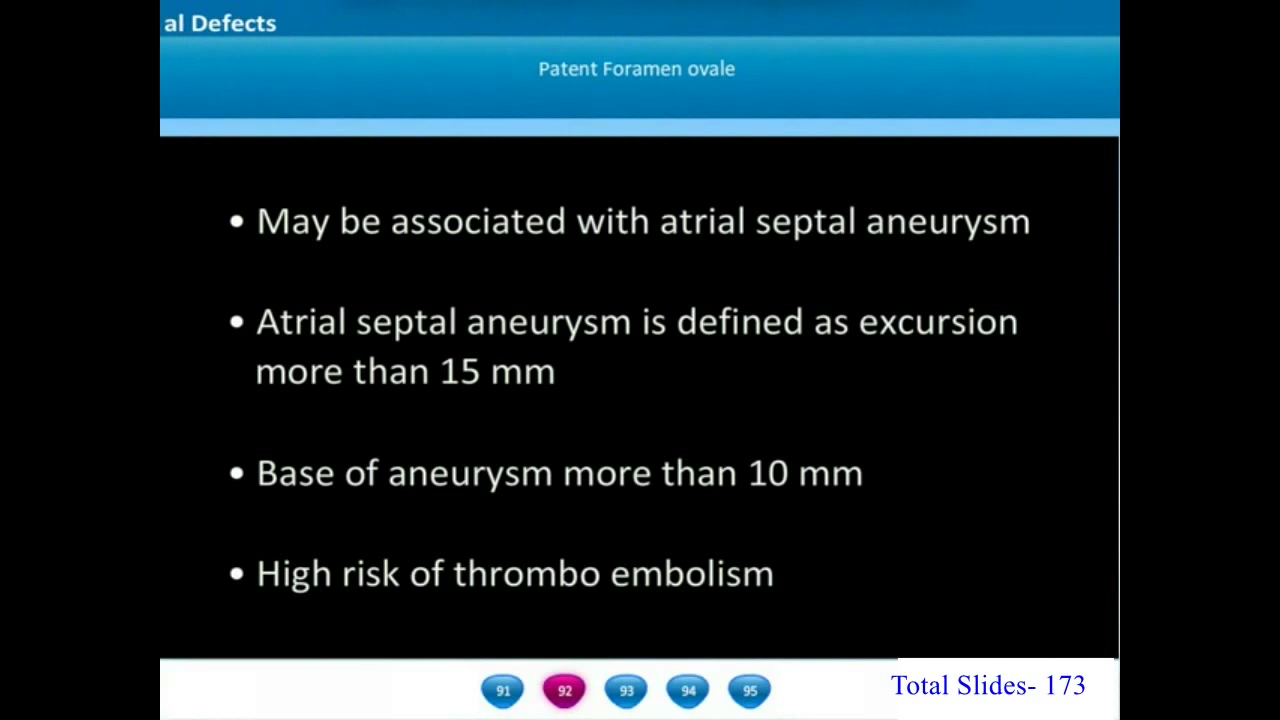 al Defects
Patent Foramen ovale
• May be associated with atrial septal aneurysm
• Atrial septal aneurysm is defined as excursion
more than 15 mm
• Base of aneurysm more than 10 mm
• High risk of thrombo embolism
91 92 93 94 95
Total Slides- 173